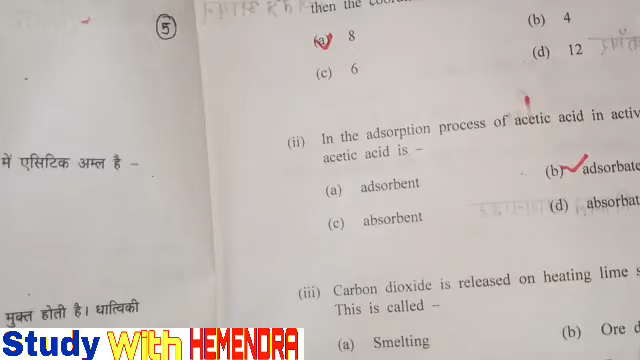 5
में एसिटिक अम्ल है –
मुक्त होती है। धात्विकी
then the
(a) 8
(b) 4
(c) 6
(d) 12
(ii) In the adsorption process of acetic acid in activ
acetic acid is –
(a) adsorbent
(b) adsorbate
(c) absorbent
(d) absorbat
(iii) Carbon dioxide is released on heating lime s
This is called –
(a) Smelting
(b) Ore d
Study With HEMENDRA